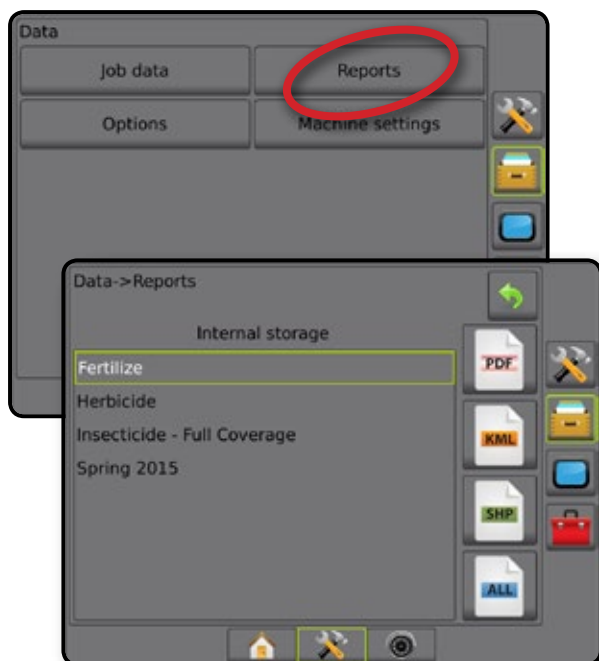 Data
Job data Reports
Options Machine settings
Data->Reports
Internal storage
Fertilize
Herbicide
Insecticide - Full Coverage
Spring 2015
PDF
KML
SHP
ALL